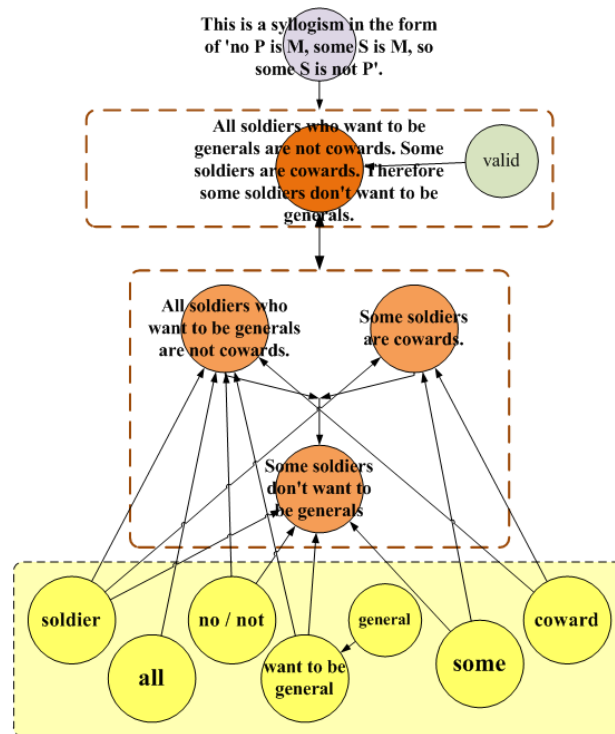 This is a syllogism in the form
of 'no P is M, some S is M, so
some S is not P'.
All soldiers who want to be
generals are not cowards. Some
soldiers are cowards. Therefore
some soldiers don't want to be
generals.
valid
All soldiers who
want to be generals
are not cowards.
Some soldiers
are cowards.
Some soldiers
don't want to
be generals
soldier
no / not
general
coward
all
want to be
general
some